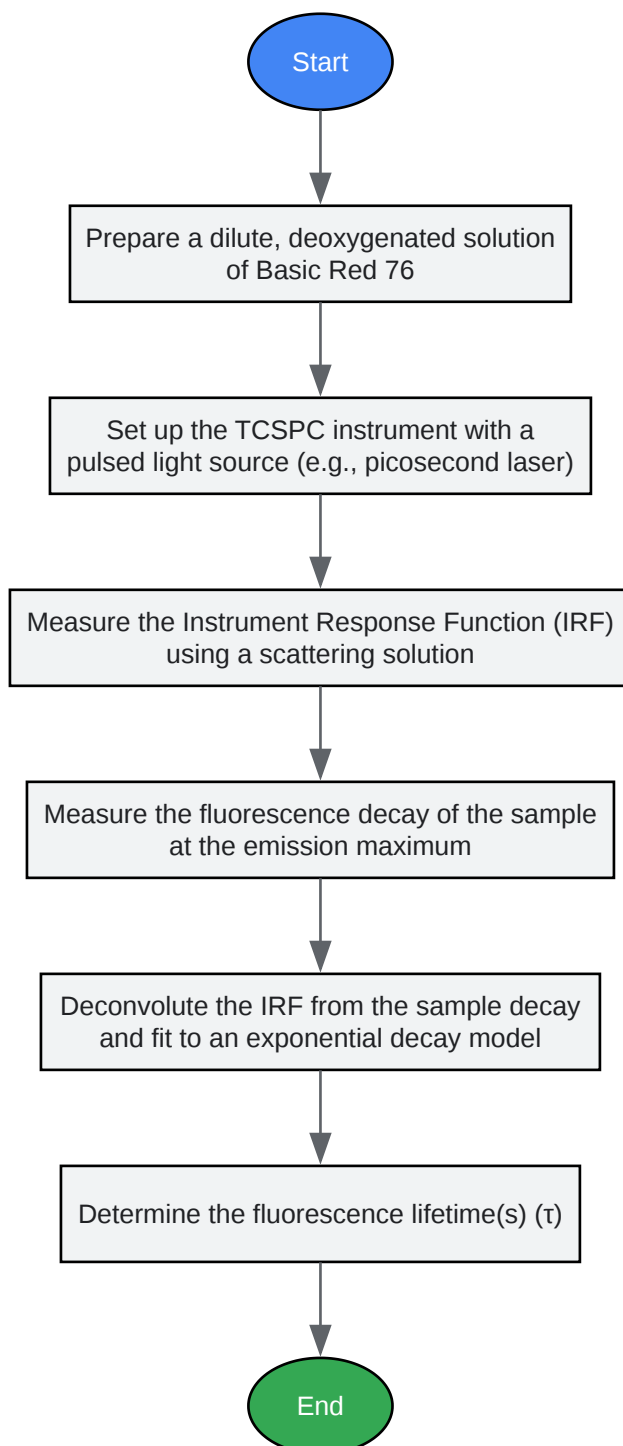 Start
Prepare a dilute, deoxygenated solution
of Basic Red 76
Set up the TCSPC instrument with a
pulsed light source (e.g., picosecond laser)
Measure the Instrument Response Function (IRF)
using a scattering solution
Measure the fluorescence decay of the sample
at the emission maximum
Deconvolute the IRF from the sample decay
and fit to an exponential decay model
Determine the fluorescence lifetime(s) (τ)
End